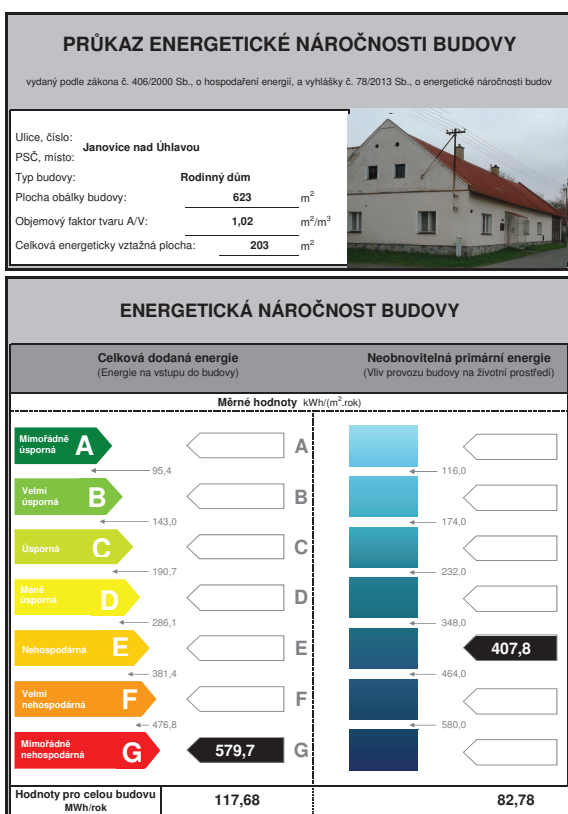 PRŮKAZ ENERGETICKÉ NÁROČNOSTI BUDOVY
vydaný podle zákona č. 406/2000 Sb., o hospodaření energií, a vyhlášky č. 78/2013 Sb., o energetické náročnosti budov
Ulice, číslo:
Janovice nad Úhlavou
PSČ, místo:
Typ budovy: Rodinný dům
Plocha obálky budovy: 623 m²
Objemový faktor tvaru A/V: 1,02 m²/m³
Celková energeticky vztažná plocha: 203 m²
ENERGETICKÁ NÁROČNOST BUDOVY
Celková dodaná energie Neobnovitelná primární energie
(Energie na vstupu do budovy) (Vliv provozu budovy na životní prostředí)
Měrné hodnoty kWh/(m².rok)
Mimořádně úsporná A A
95,4 116,0
Velmi úsporná B B
143,0 174,0
Úsporná C C
190,7 232,0
Méně úsporná D D
286,1 348,0
Nehospodárná E E 407,8
381,4 464,0
Velmi nehospodárná F F
476,8 580,0
Mimořádně nehospodárná G 579,7 G
Hodnoty pro celou budovu 117,68 82,78
MWh/rok